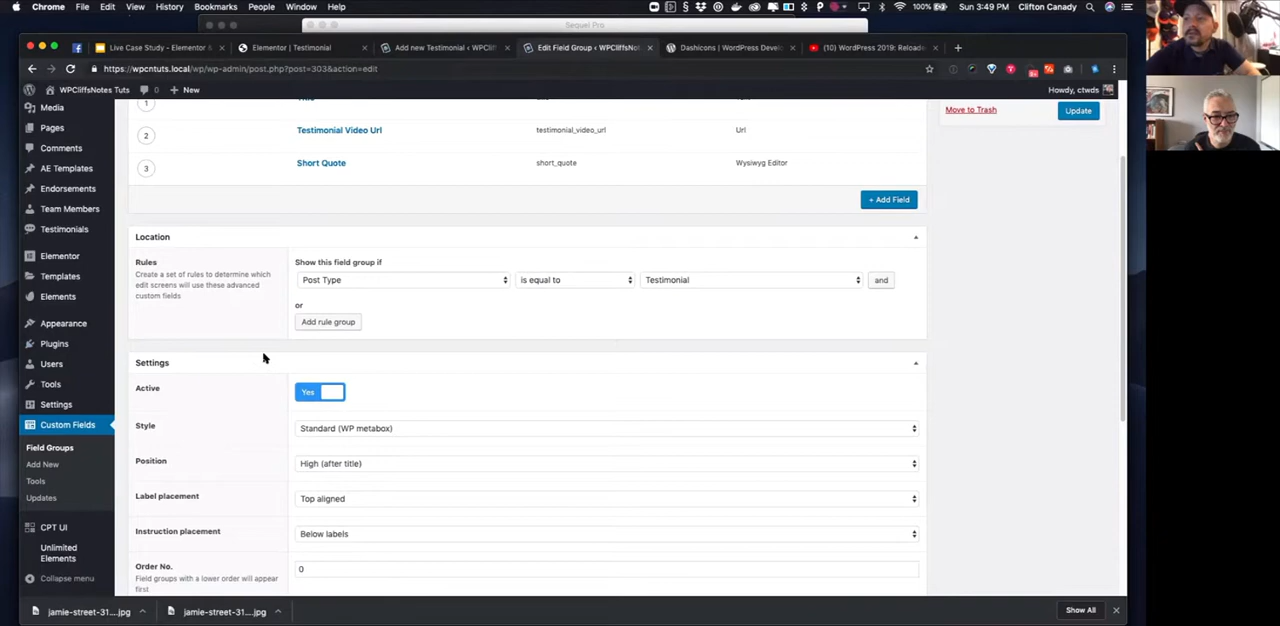 Chrome File Edit View History Bookmarks People Window Help 100% Sun 3:49 PM Clifton Canady
Sequel Pro
Live Case Study - Elementor & Elementor | Testimonial Add new Testimonial < WPCliffs Edit Field Group < WPCliffsNot Dashicons | WordPress Develo (10) WordPress 2019: Reloade
https://wpcntuts.local/wp/wp-admin/post.php?post=303&action=edit
WPCliffsNotes Tuts 0 + New Howdy, ctwds
Media
Pages
Comments
AE Templates
Endorsements
Team Members
Testimonials
Elementor
Templates
Elements
Appearance
Plugins
Users
Tools
Settings
Custom Fields
Field Groups
Add New
Tools
Updates
CPT UI
Unlimited
Elements
Collapse menu
1
2 Testimonial Video Url testimonial_video_url Url
3 Short Quote short_quote Wysiwyg Editor
+ Add Field
Move to Trash Update
Location
Rules
Create a set of rules to determine which
edit screens will use these advanced
custom fields
Show this field group if
Post Type is equal to Testimonial and
or
Add rule group
Settings
Active Yes
Style Standard (WP metabox)
Position High (after title)
Label placement Top aligned
Instruction placement Below labels
Order No. 0
Field groups with a lower order will appear
first
jamie-street-31....jpg jamie-street-31....jpg Show All